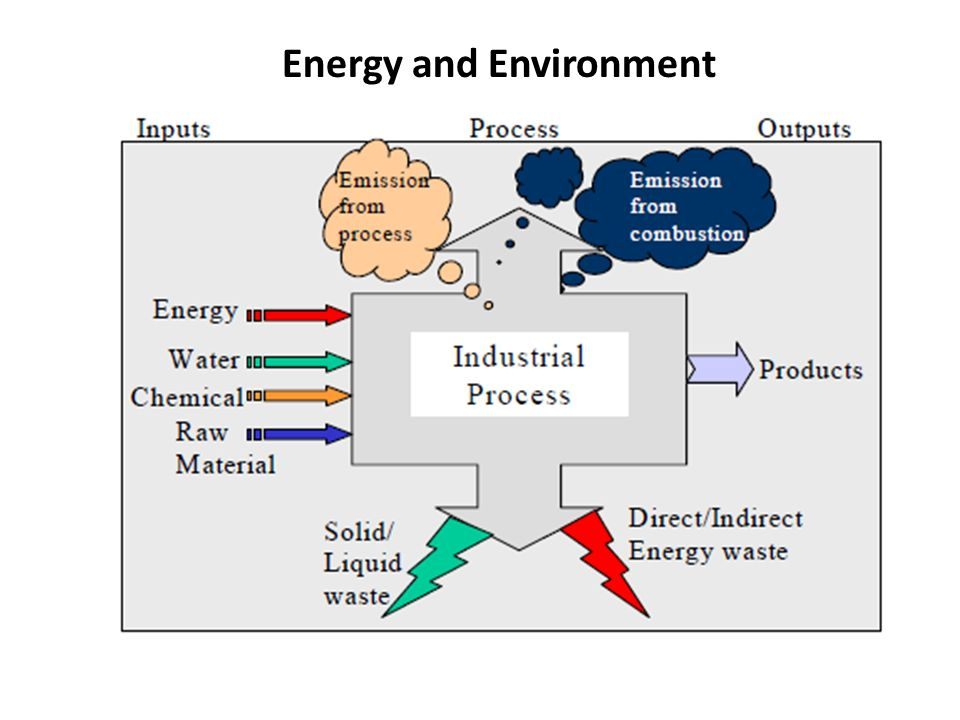 Energy and Environment
Inputs
Process
Outputs
Emission
from
process
Emission
from
combustion
Energy
Water
Chemical
Raw
Material
Industrial
Process
Products
Solid/
Liquid
waste
Direct/Indirect
Energy waste